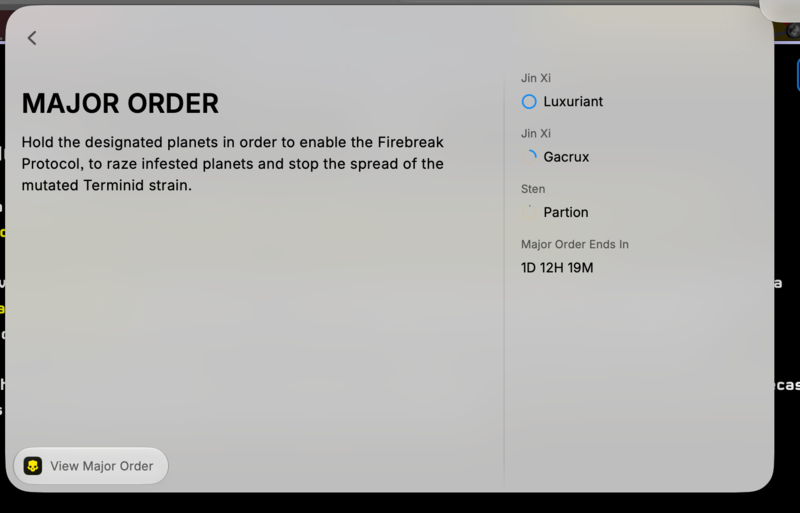 MAJOR ORDER
Hold the designated planets in order to enable the Firebreak
Protocol, to raze infested planets and stop the spread of the
mutated Terminid strain.
Jin Xi
Luxuriant
Jin Xi
Gacrux
Sten
Partion
Major Order Ends In
1D 12H 19M
View Major Order